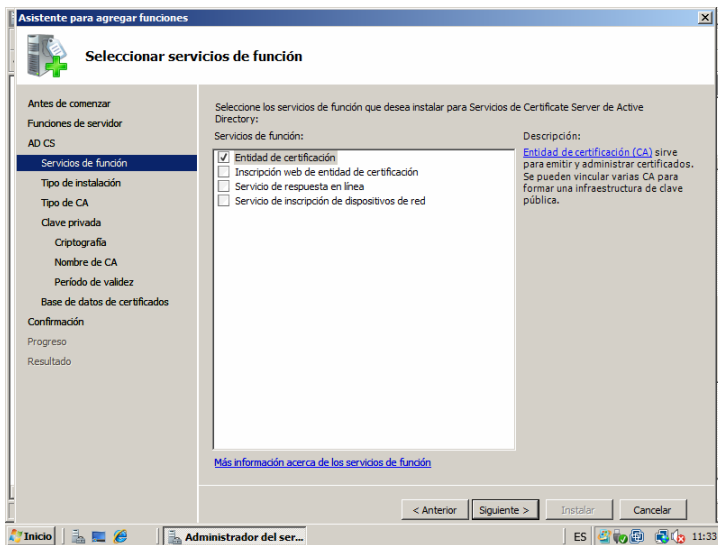 Asistente para agregar funciones
Seleccionar servicios de función
Antes de comenzar
Funciones de servidor
AD CS
Servicios de función
Tipo de instalación
Tipo de CA
Clave privada
Criptografía
Nombre de CA
Período de validez
Base de datos de certificados
Confirmación
Progreso
Resultado
Seleccione los servicios de función que desea instalar para Servicios de Certificate Server de Active
Directory:
Servicios de función:
Entidad de certificación
Inscripción web de entidad de certificación
Servicio de respuesta en línea
Servicio de inscripción de dispositivos de red
Descripción:
Entidad de certificación (CA) sirve
para emitir y administrar certificados.
Se pueden vincular varias CA para
formar una infraestructura de clave
pública.
Más información acerca de los servicios de función
< Anterior
Siguiente >
Instalar
Cancelar
Inicio
Administrador del ser...
ES
11:33